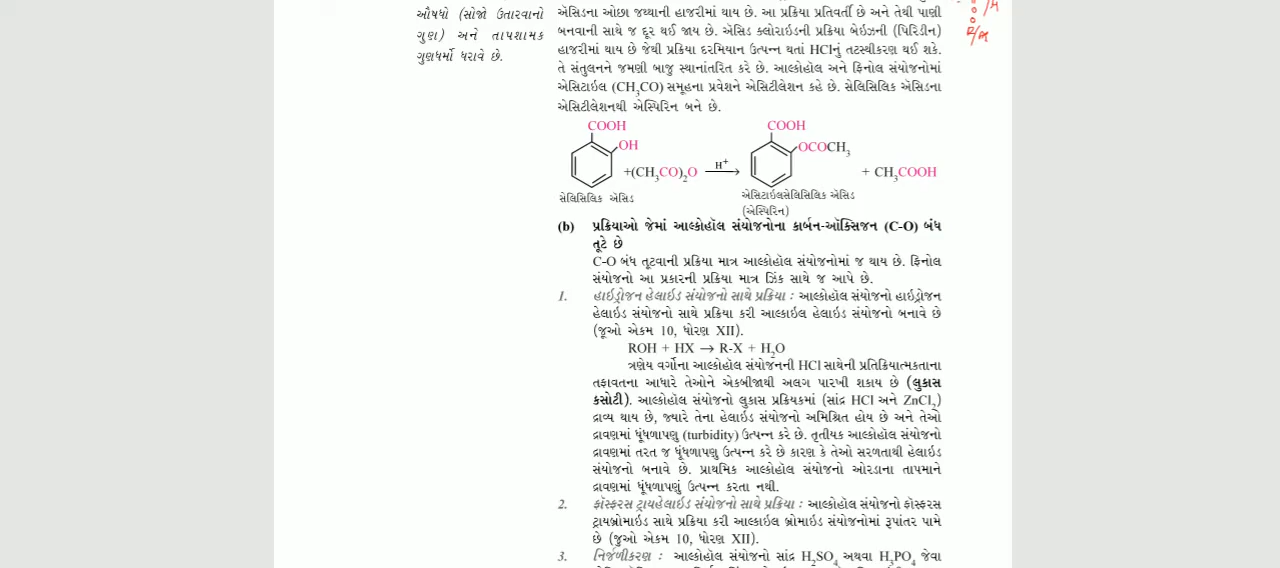 ઔષધો (સોજો ઉતારવાનો
ગુણ) અને તાપશામક
ગુણધર્મો ધરાવે છે.
ઍસિડના ઓછા જથ્થાની હાજરીમાં થાય છે. આ પ્રક્રિયા પ્રતિવર્તી છે અને તેથી પાણી
બનવાની સાથે જ દૂર થઈ જાય છે. ઍસિડ ક્લોરાઇડની પ્રક્રિયા બેઇઝની (પિરિડીન)
હાજરીમાં થાય છે જેથી પ્રક્રિયા દરમિયાન ઉત્પન્ન થતાં HClનું તટસ્થીકરણ થઈ શકે.
તે સંતુલનને જમણી બાજુ સ્થાનાંતરિત કરે છે. આલ્કોહૉલ અને ફિનોલ સંયોજનોમાં
એસિટાઇલ (CH₃CO) સમૂહના પ્રવેશને એસિટીલેશન કહે છે. સેલિસિલિક ઍસિડના
એસિટીલેશનથી એસ્પિરિન બને છે.
COOH COOH
OH OCOCH₃
+(CH₃CO)₂O H⁺ → + CH₃COOH
સેલિસિલિક ઍસિડ એસિટાઇલસેલિસિલિક ઍસિડ
(એસ્પિરિન)
(b) પ્રક્રિયાઓ જેમાં આલ્કોહૉલ સંયોજનોના કાર્બન-ઑક્સિજન (C-O) બંધ
તૂટે છે
C-O બંધ તૂટવાની પ્રક્રિયા માત્ર આલ્કોહૉલ સંયોજનોમાં જ થાય છે. ફિનોલ
સંયોજનો આ પ્રકારની પ્રક્રિયા માત્ર ઝિંક સાથે જ આપે છે.
1. હાઇડ્રોજન હેલાઇડ સંયોજનો સાથે પ્રક્રિયા : આલ્કોહૉલ સંયોજનો હાઇડ્રોજન
હેલાઇડ સંયોજનો સાથે પ્રક્રિયા કરી આલ્કાઇલ હેલાઇડ સંયોજનો બનાવે છે
(જૂઓ એકમ 10, ધોરણ XII).
ROH + HX → R-X + H₂O
ત્રણેય વર્ગોના આલ્કોહૉલ સંયોજનની HCl સાથેની પ્રતિક્રિયાત્મકતાના
તફાવતના આધારે તેઓને એકબીજાથી અલગ પારખી શકાય છે (લુકાસ
કસોટી). આલ્કોહૉલ સંયોજનો લુકાસ પ્રક્રિયકમાં (સાંદ્ર HCl અને ZnCl₂)
દ્રાવ્ય થાય છે, જ્યારે તેના હેલાઇડ સંયોજનો અમિશ્રિત હોય છે અને તેઓ
દ્રાવણમાં ધૂંધળાપણુ (turbidity) ઉત્પન્ન કરે છે. તૃતીયક આલ્કોહૉલ સંયોજનો
દ્રાવણમાં તરત જ ધૂંધળાપણુ ઉત્પન્ન કરે છે કારણ કે તેઓ સરળતાથી હેલાઇડ
સંયોજનો બનાવે છે. પ્રાથમિક આલ્કોહૉલ સંયોજનો ઓરડાના તાપમાને
દ્રાવણમાં ધૂંધળાપણું ઉત્પન્ન કરતા નથી.
2. ફૉસ્ફરસ ટ્રાયહેલાઇડ સંયોજનો સાથે પ્રક્રિયા : આલ્કોહૉલ સંયોજનો ફૉસ્ફરસ
ટ્રાયબ્રોમાઇડ સાથે પ્રક્રિયા કરી આલ્કાઇલ બ્રોમાઇડ સંયોજનોમાં રૂપાંતર પામે
છે (જુઓ એકમ 10, ધોરણ XII).
3. નિર્જળીકરણ : આલ્કોહૉલ સંયોજનો સાંદ્ર H₂SO₄ અથવા H₃PO₄ જેવા